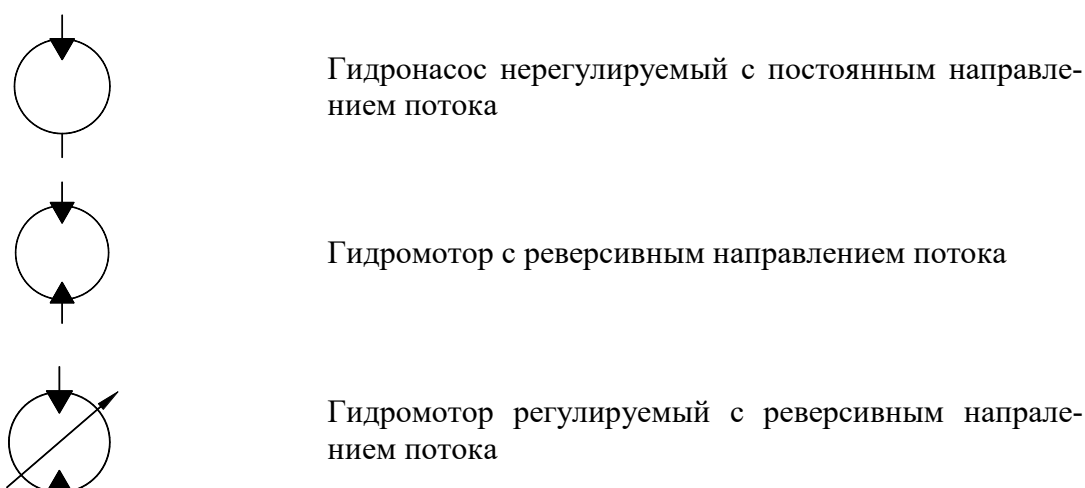 Гидронасос нерегулируемый с постоянным направле-
нием потока
Гидромотор с реверсивным направлением потока
Гидромотор регулируемый с реверсивным напрале-
нием потока